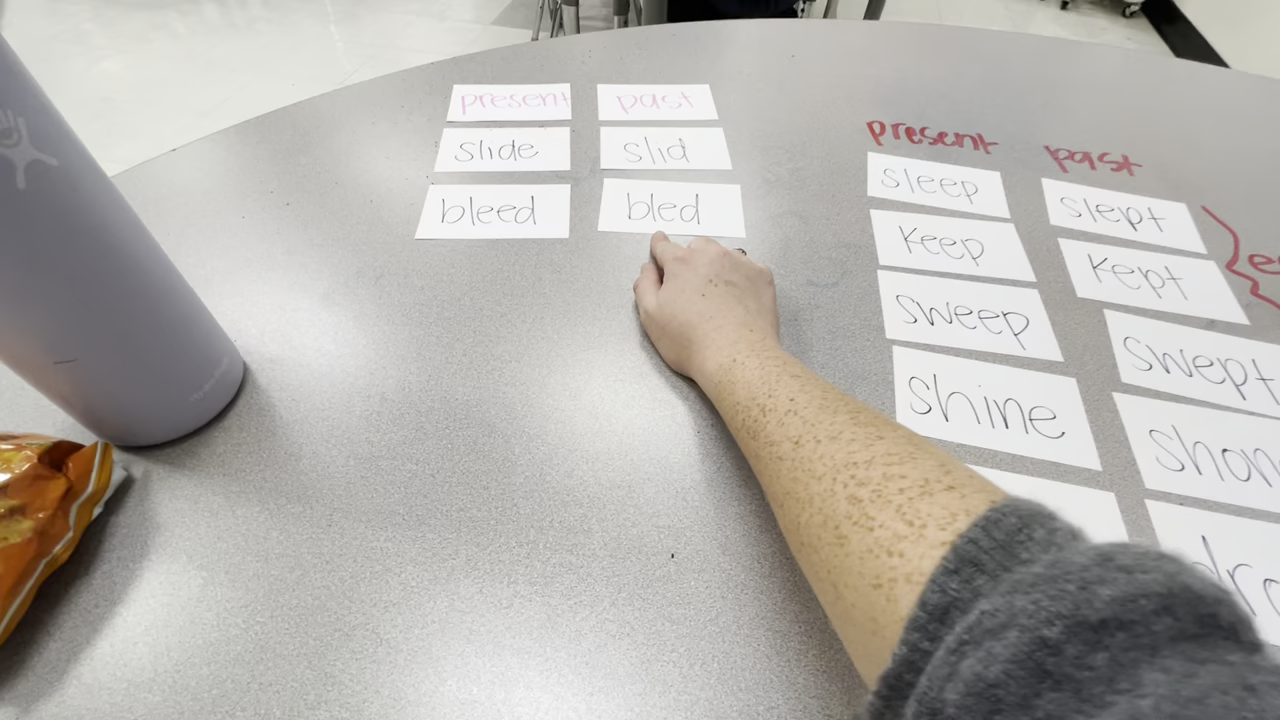 present past
slide slid
bleed bled
present past
sleep slept
keep kept
sweep swept
shine